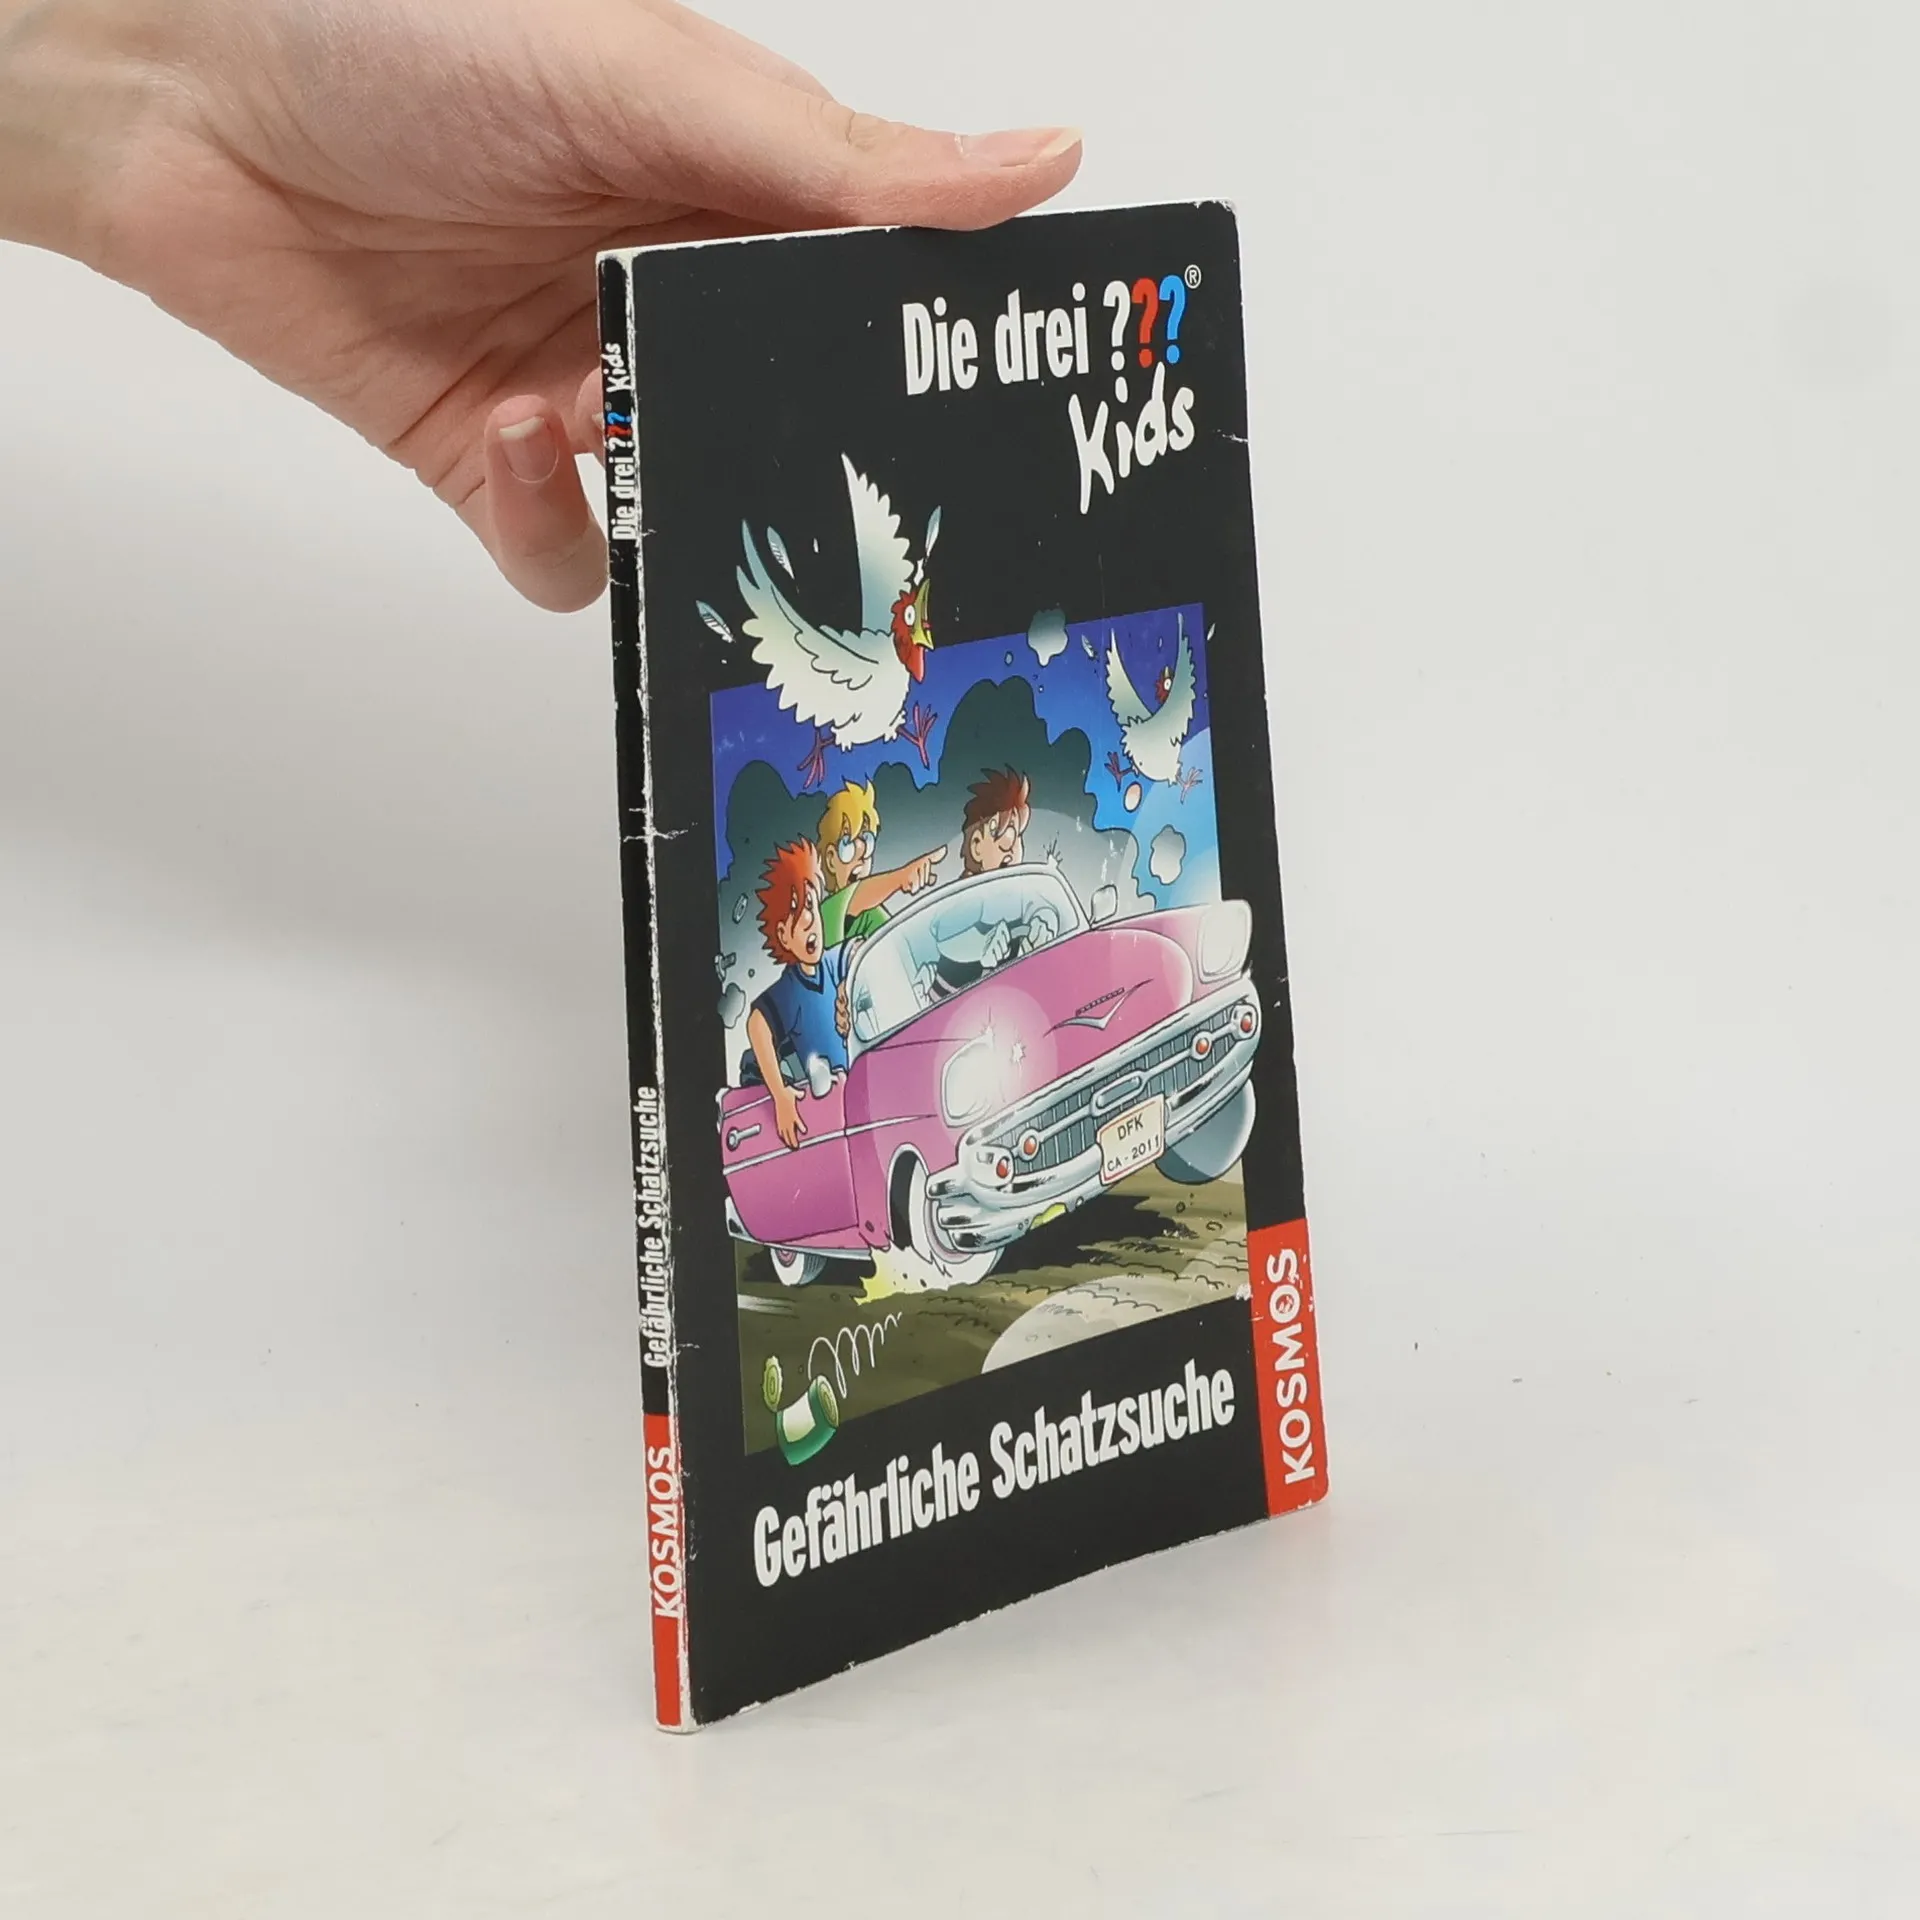 Die drei ???®
Kids
DFK
CA - 2011
Gefährliche Schatzsuche
KOSMOS
Die drei ???® Kids
Gefährliche Schatzsuche
KOSMOS